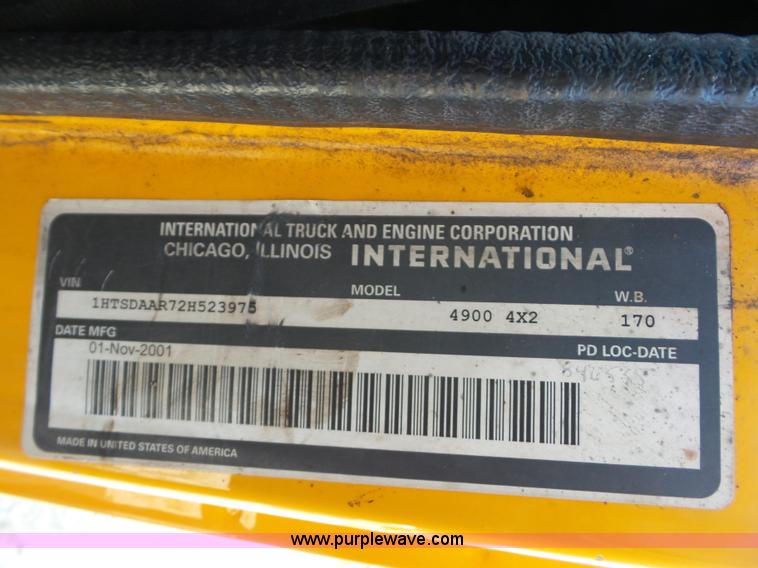 INTERNATIONAL TRUCK AND ENGINE CORPORATION
CHICAGO, ILLINOIS INTERNATIONAL®
VIN MODEL W.B.
1HTSDAAR72H523975 4900 4X2 170
DATE MFG PD LOC-DATE
01-Nov-2001
MADE IN UNITED STATES OF AMERICA
www.purplewave.com